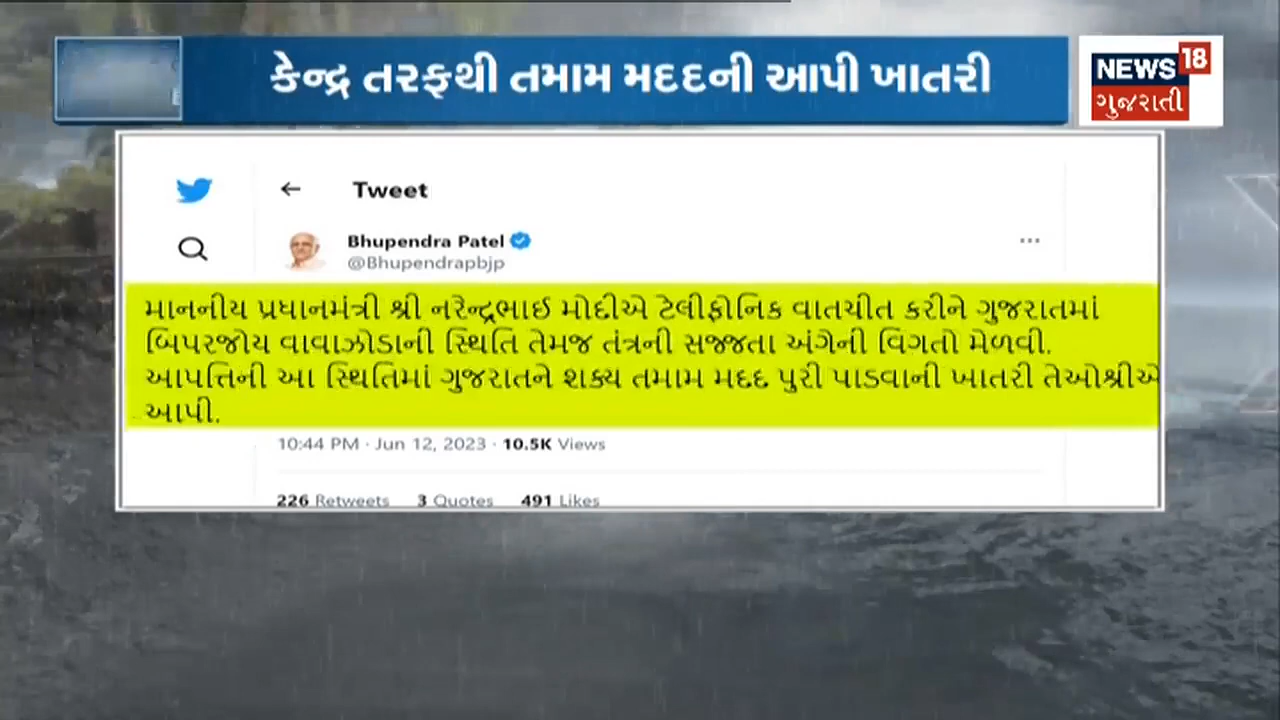 કેન્દ્ર તરફથી તમામ મદદની આપી ખાતરી
NEWS 18
ગુજરાતી
Tweet
Bhupendra Patel
@Bhupendrapbjp
માનનીય પ્રધાનમંત્રી શ્રી નરેન્દ્રભાઈ મોદીએ ટેલીફોનિક વાતચીત કરીને ગુજરાતમાં
બિપરજોય વાવાઝોડાની સ્થિતિ તેમજ તંત્રની સજ્જતા અંગેની વિગતો મેળવી.
આપત્તિની આ સ્થિતિમાં ગુજરાતને શક્ય તમામ મદદ પુરી પાડવાની ખાતરી તેઓશ્રીએ
આપી.
10:44 PM · Jun 12, 2023 · 10.5K Views
226 Retweets 3 Quotes 491 Likes